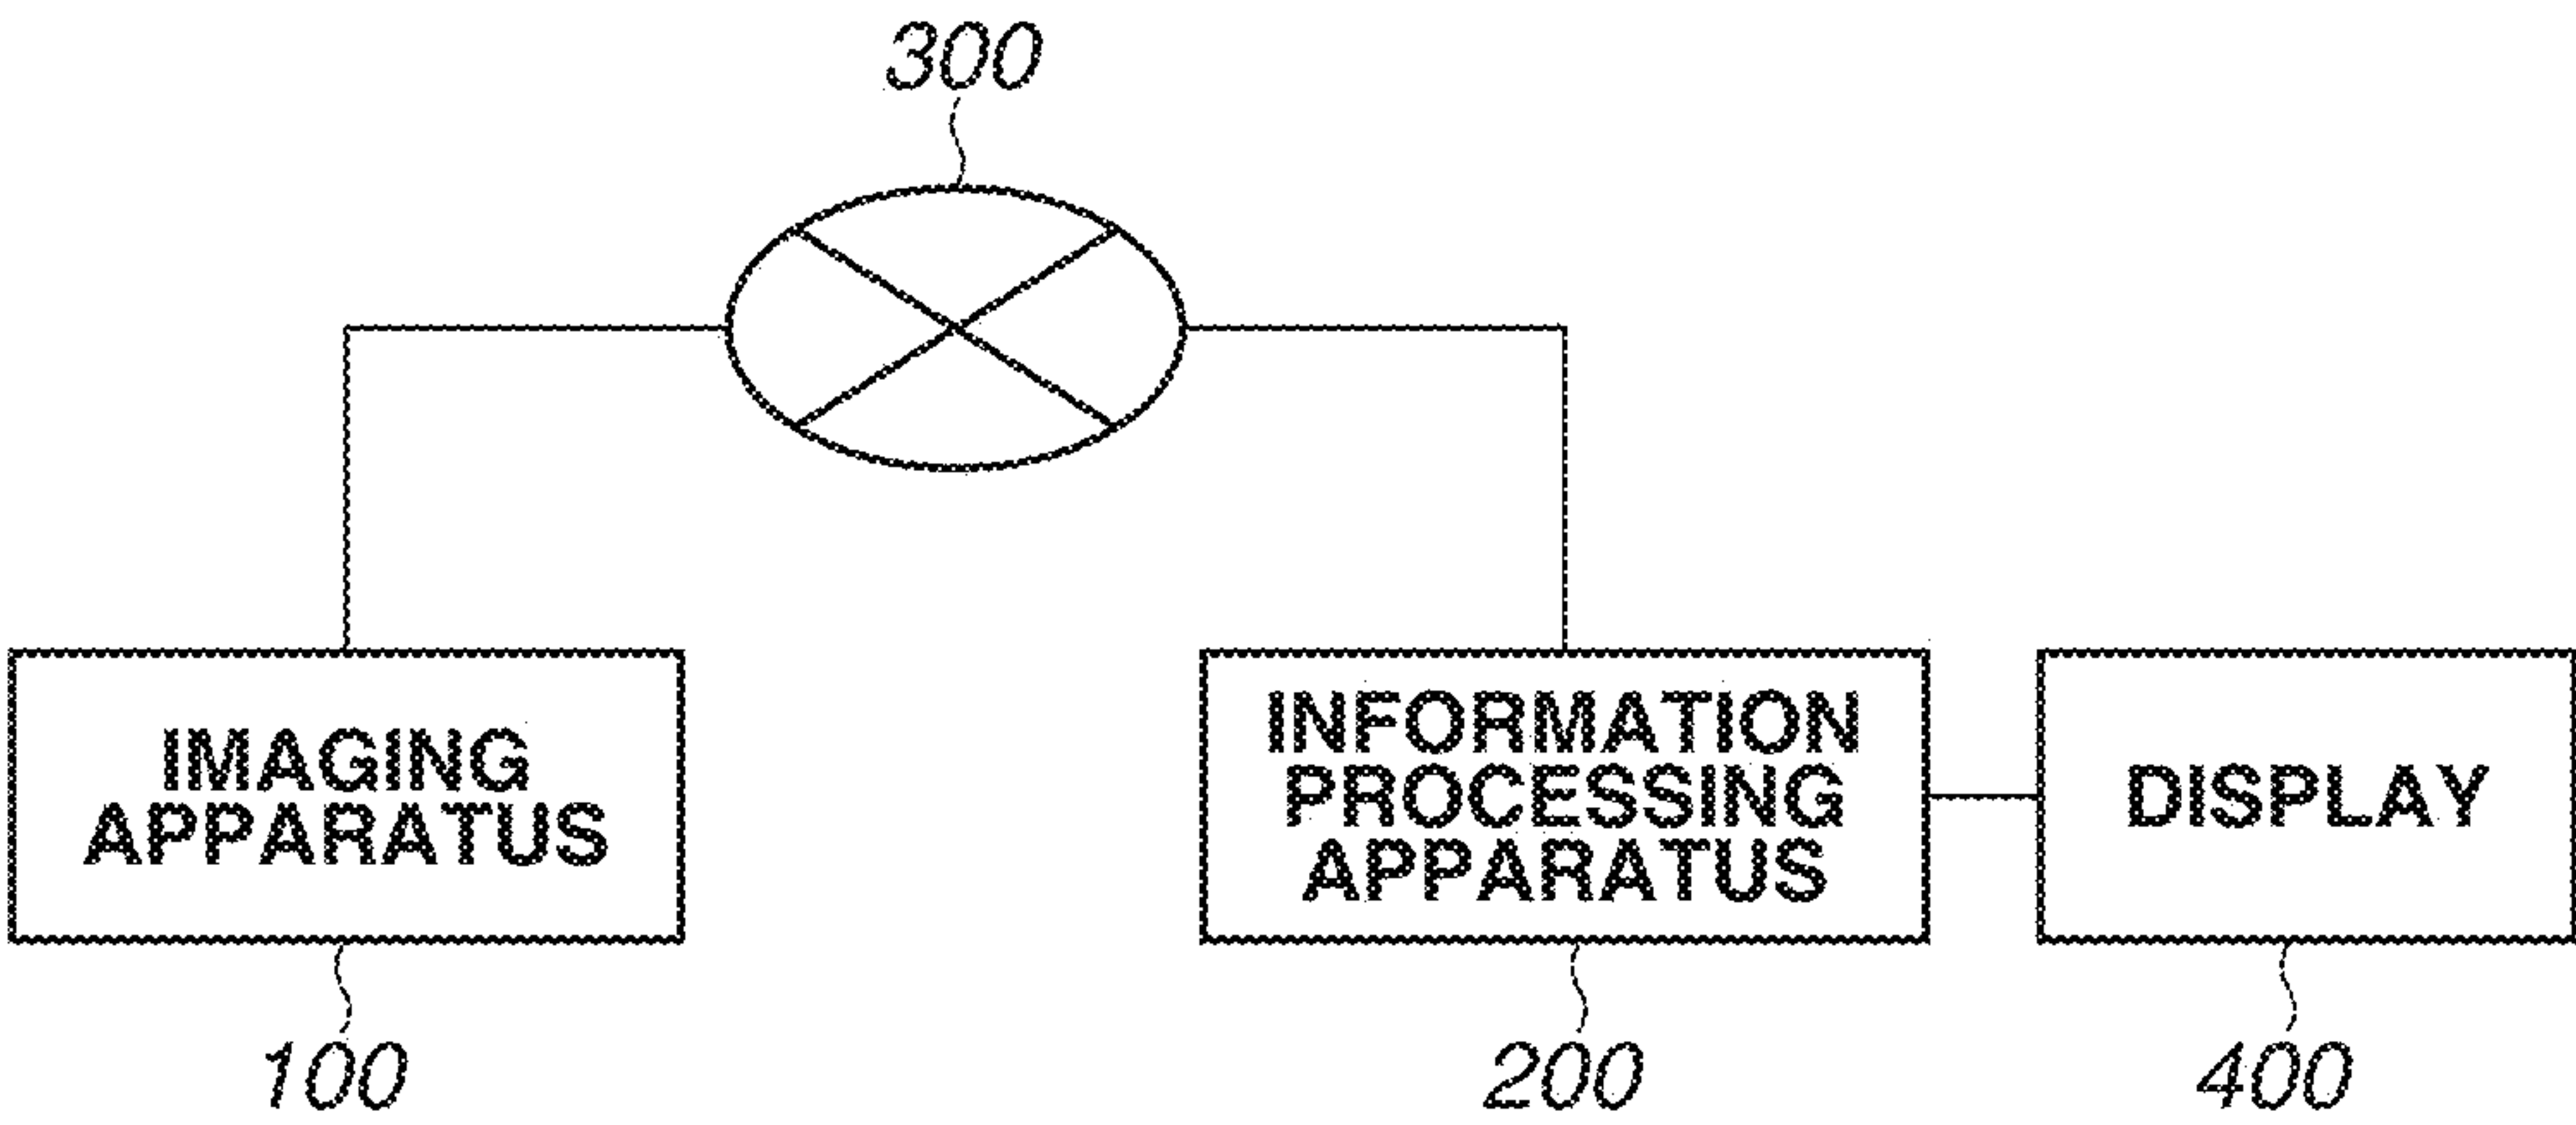 300
IMAGING
APPARATUS
INFORMATION
PROCESSING
APPARATUS
DISPLAY
100
200
400